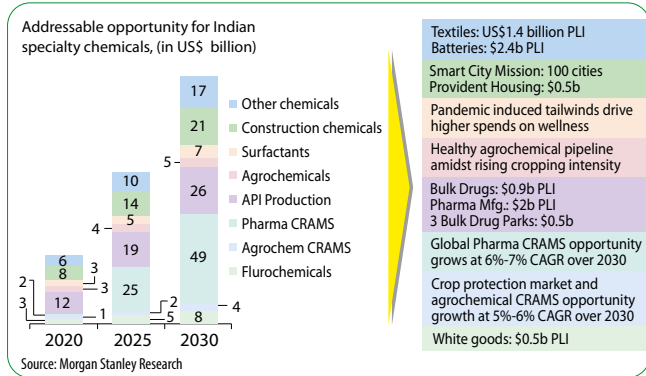 Addressable opportunity for Indian
specialty chemicals, (in US$ billion)
17
21
7
5
26
49
4
8
10
14
5
4
19
25
2
5
6
8
3
2
3
12
3
1
Other chemicals
Construction chemicals
Surfactants
Agrochemicals
API Production
Pharma CRAMS
Agrochem CRAMS
Flurochemicals
2020
2025
2030
Source: Morgan Stanley Research
Textiles: US$1.4 billion PLI
Batteries: $2.4b PLI
Smart City Mission: 100 cities
Provident Housing: $0.5b
Pandemic induced tailwinds drive
higher spends on wellness
Healthy agrochemical pipeline
amidst rising cropping intensity
Bulk Drugs: $0.9b PLI
Pharma Mfg.: $2b PLI
3 Bulk Drug Parks: $0.5b
Global Pharma CRAMS opportunity
grows at 6%-7% CAGR over 2030
Crop protection market and
agrochemical CRAMS opportunity
growth at 5%-6% CAGR over 2030
White goods: $0.5b PLI